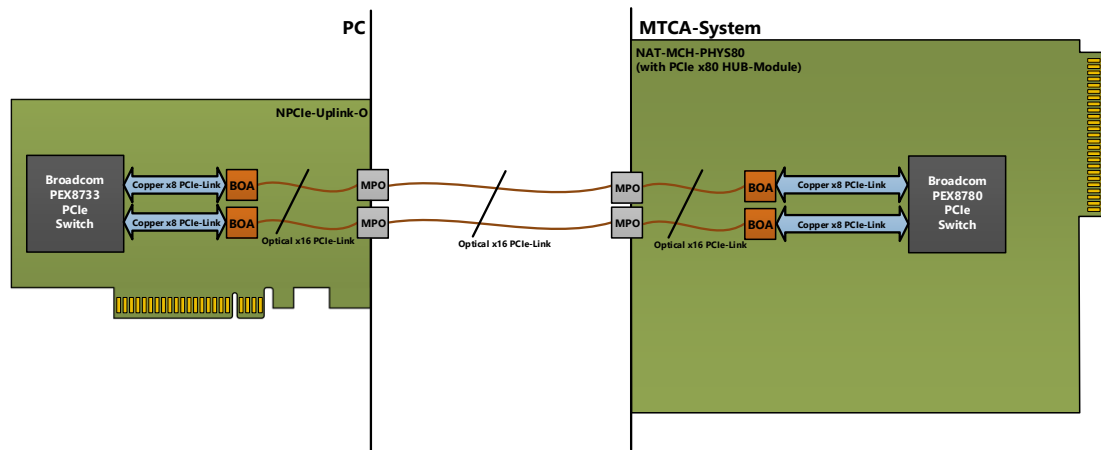 PC
MTCA-System
NAT-MCH-PHYS80
(with PCIe x80 HUB-Module)
NPCIe-Uplink-O
Broadcom
PEX8733
PCIe
Switch
Copper x8 PCIe-Link
Copper x8 PCIe-Link
BOA
BOA
Optical x16 PCIe-Link
MPO
MPO
Optical x16 PCIe-Link
MPO
MPO
Optical x16 PCIe-Link
BOA
BOA
Copper x8 PCIe-Link
Copper x8 PCIe-Link
Broadcom
PEX8780
PCIe
Switch